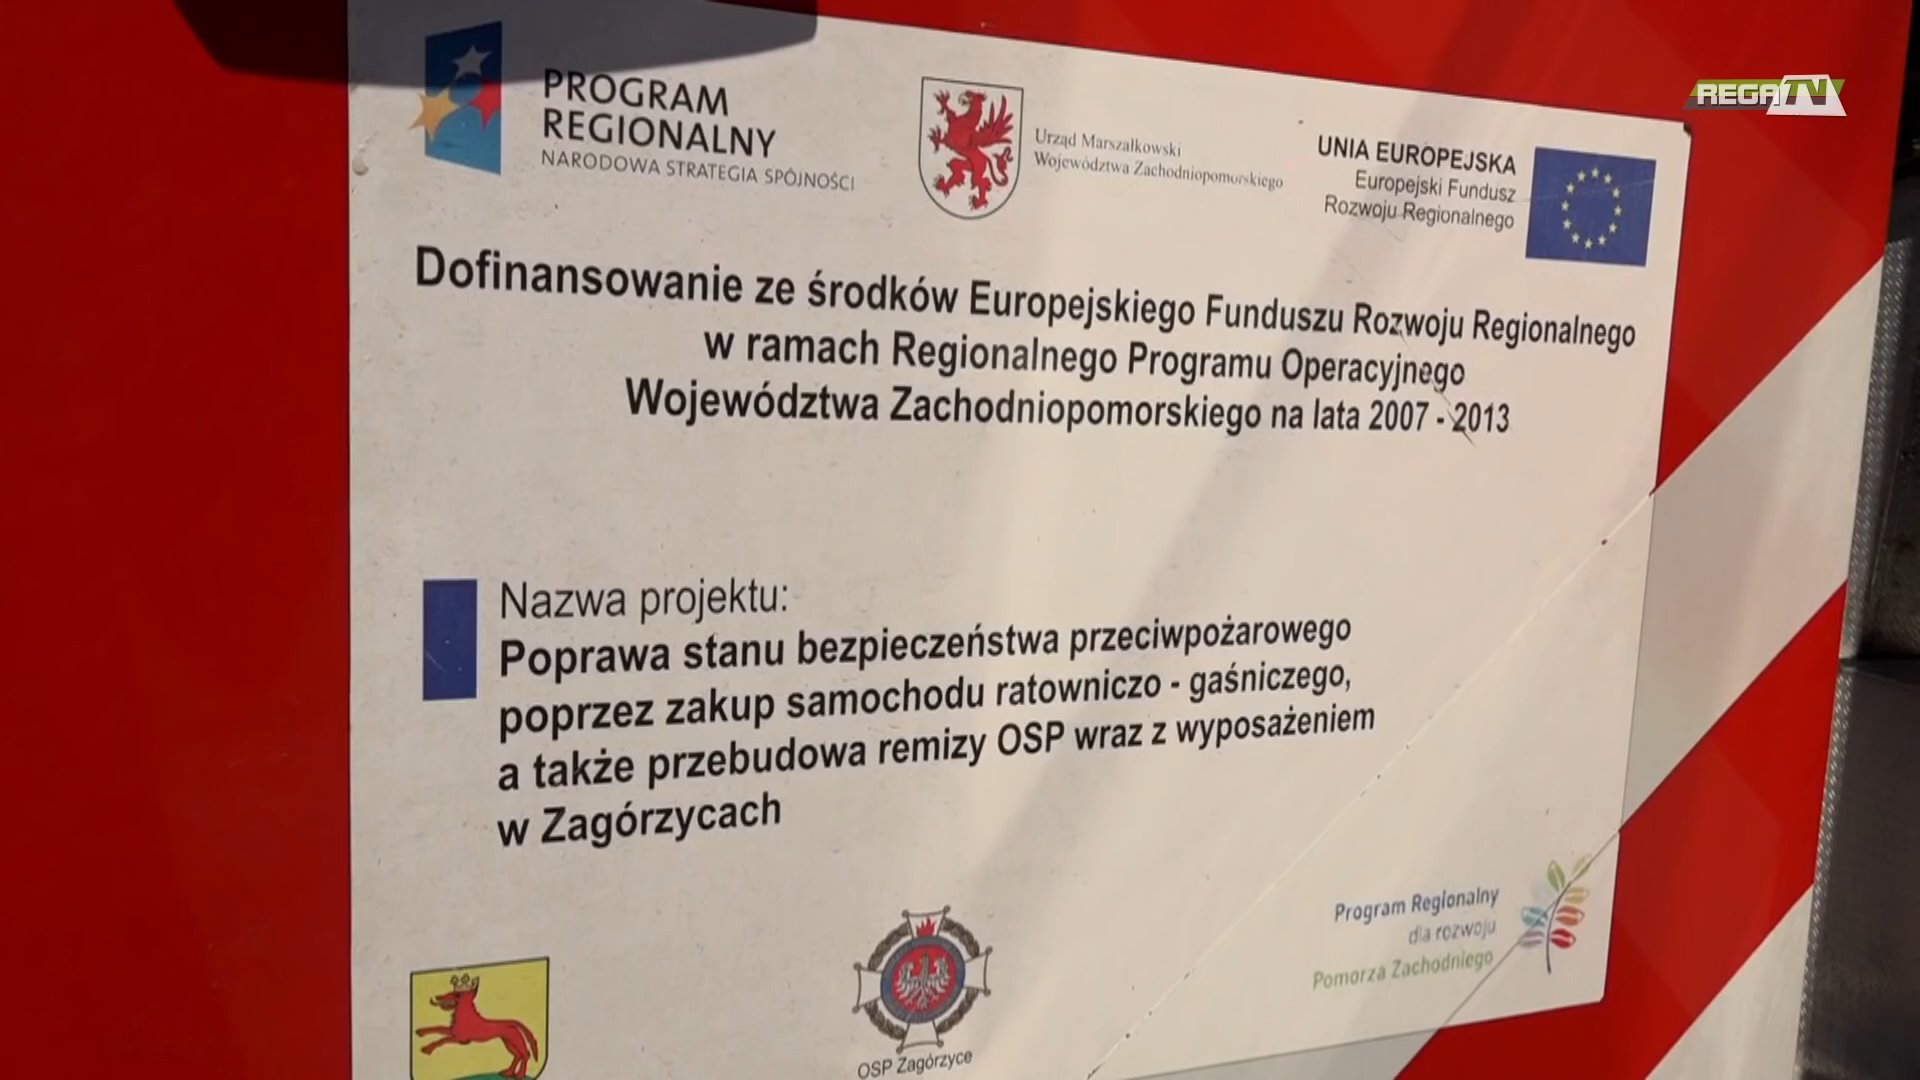 REGA TV
PROGRAM
REGIONALNY
NARODOWA STRATEGIA SPÓJNOŚCI
Urząd Marszałkowski
Województwa Zachodniopomorskiego
UNIA EUROPEJSKA
Europejski Fundusz
Rozwoju Regionalnego
Dofinansowanie ze środków Europejskiego Funduszu Rozwoju Regionalnego
w ramach Regionalnego Programu Operacyjnego
Województwa Zachodniopomorskiego na lata 2007 - 2013
Nazwa projektu:
Poprawa stanu bezpieczeństwa przeciwpożarowego
poprzez zakup samochodu ratowniczo - gaśniczego,
a także przebudowa remizy OSP wraz z wyposażeniem
w Zagórzycach
OSP Zagórzyce
Program Regionalny
dla rozwoju
Pomorza Zachodniego